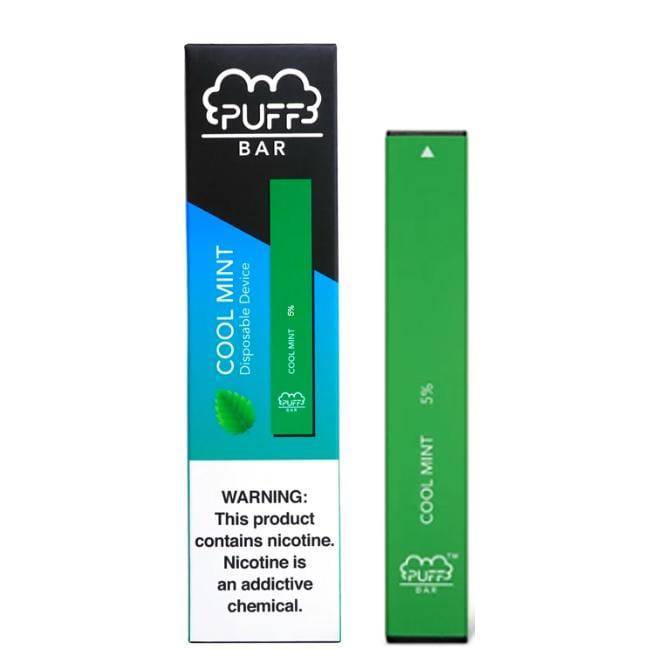 PUFF
BAR
COOL MINT
Disposable Device
COOL MINT 5%
PUFF
BAR
WARNING:
This product
contains nicotine.
Nicotine is
an addictive
chemical.
COOL MINT 5%
PUFF™
BAR